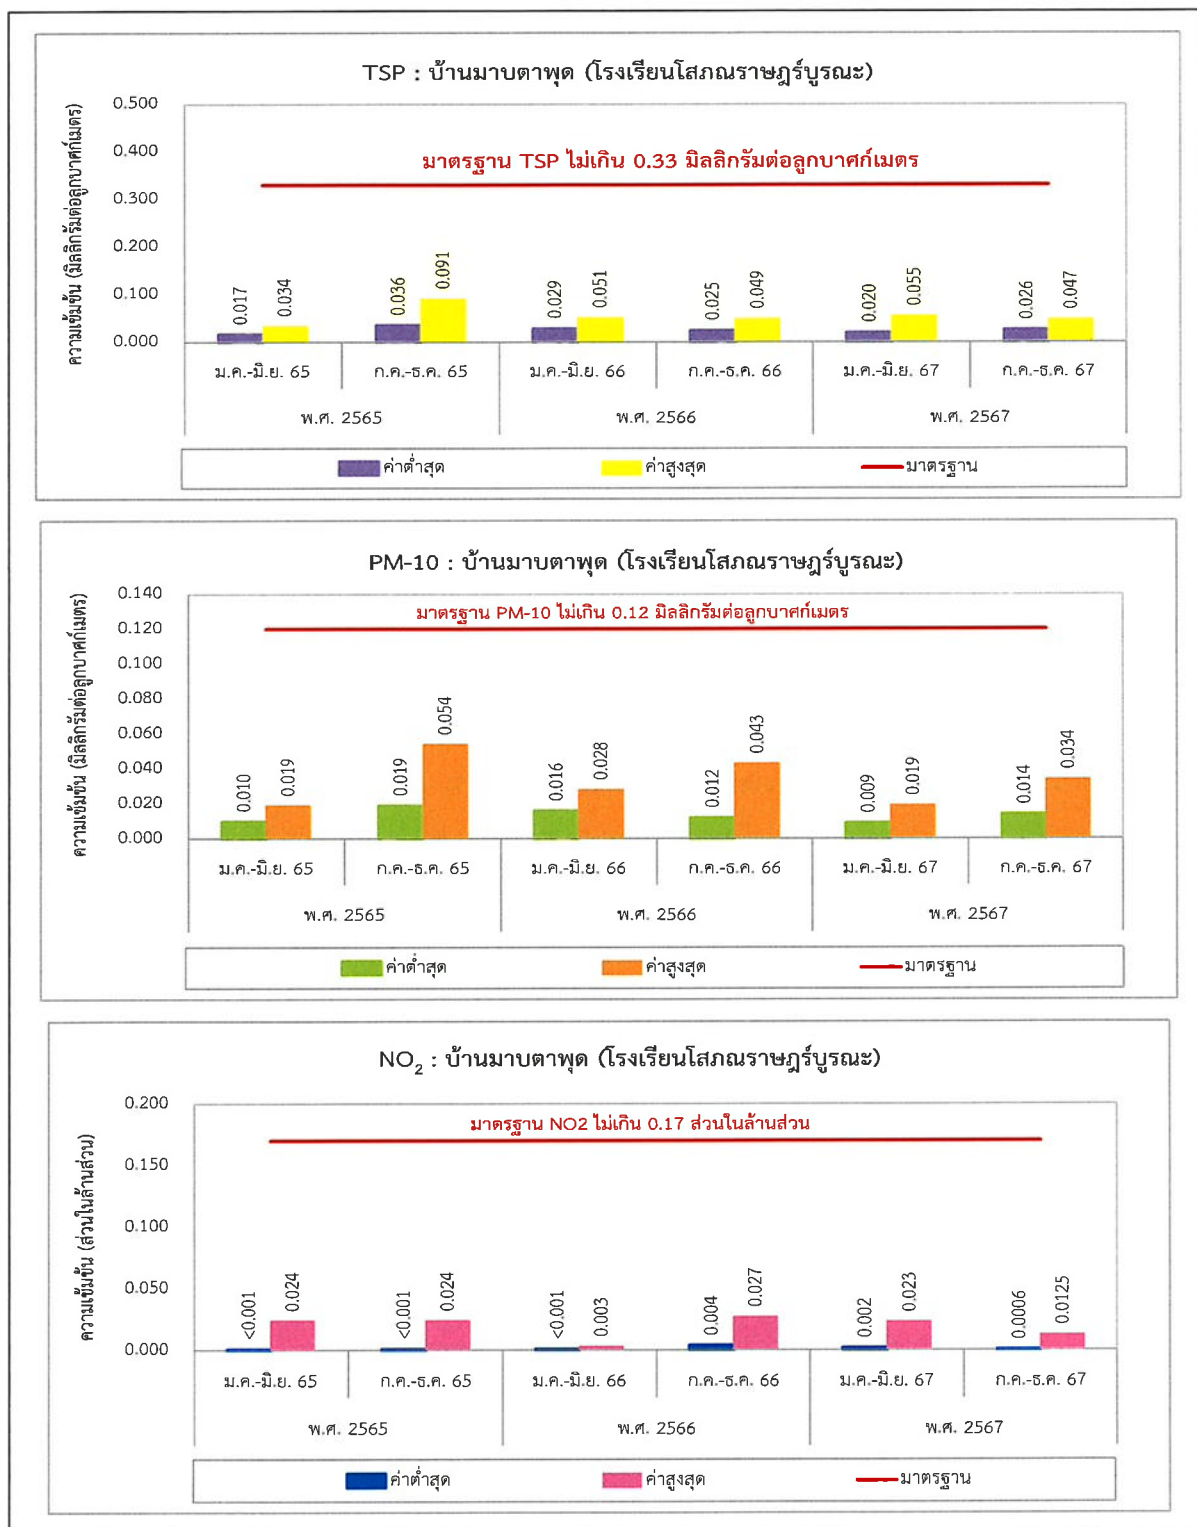 TSP : บ้านมาบตาพุด (โรงเรียนโสภณราษฎร์บูรณะ)
ความเข้มข้น (มิลลิกรัมต่อลูกบาศก์เมตร)
0.500
0.400
0.300
0.200
0.100
0.000
มาตรฐาน TSP ไม่เกิน 0.33 มิลลิกรัมต่อลูกบาศก์เมตร
0.017 0.034 0.036 0.091 0.029 0.051 0.025 0.049 0.020 0.055 0.026 0.047
ม.ค.-มิ.ย. 65 ก.ค.-ธ.ค. 65 ม.ค.-มิ.ย. 66 ก.ค.-ธ.ค. 66 ม.ค.-มิ.ย. 67 ก.ค.-ธ.ค. 67
พ.ศ. 2565 พ.ศ. 2566 พ.ศ. 2567
ค่าต่ำสุด ค่าสูงสุด มาตรฐาน
PM-10 : บ้านมาบตาพุด (โรงเรียนโสภณราษฎร์บูรณะ)
ความเข้มข้น (มิลลิกรัมต่อลูกบาศก์เมตร)
0.140
0.120
0.100
0.080
0.060
0.040
0.020
0.000
มาตรฐาน PM-10 ไม่เกิน 0.12 มิลลิกรัมต่อลูกบาศก์เมตร
0.010 0.019 0.019 0.054 0.016 0.028 0.012 0.043 0.009 0.019 0.014 0.034
ม.ค.-มิ.ย. 65 ก.ค.-ธ.ค. 65 ม.ค.-มิ.ย. 66 ก.ค.-ธ.ค. 66 ม.ค.-มิ.ย. 67 ก.ค.-ธ.ค. 67
พ.ศ. 2565 พ.ศ. 2566 พ.ศ. 2567
ค่าต่ำสุด ค่าสูงสุด มาตรฐาน
NO₂ : บ้านมาบตาพุด (โรงเรียนโสภณราษฎร์บูรณะ)
ความเข้มข้น (ส่วนในล้านส่วน)
0.200
0.150
0.100
0.050
0.000
มาตรฐาน NO2 ไม่เกิน 0.17 ส่วนในล้านส่วน
<0.001 0.024 <0.001 0.024 <0.001 0.003 0.004 0.027 0.002 0.023 0.0006 0.0125
ม.ค.-มิ.ย. 65 ก.ค.-ธ.ค. 65 ม.ค.-มิ.ย. 66 ก.ค.-ธ.ค. 66 ม.ค.-มิ.ย. 67 ก.ค.-ธ.ค. 67
พ.ศ. 2565 พ.ศ. 2566 พ.ศ. 2567
ค่าต่ำสุด ค่าสูงสุด มาตรฐาน